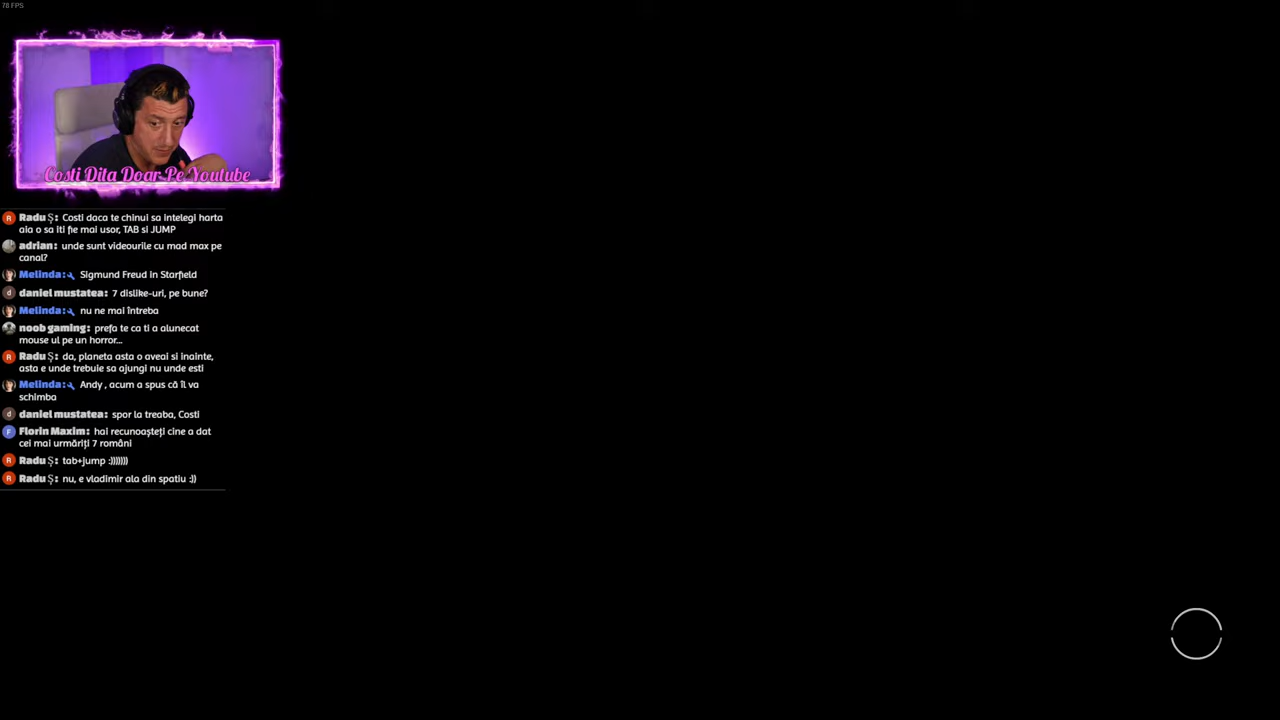 78 FPS
Costi Dita Doar Pe Youtube
R Radu Ș: Costi daca te chinui sa intelegi harta
aia o sa iti fie mai usor, TAB si JUMP
adrian: unde sunt videourile cu mad max pe
canal?
Melinda: Sigmund Freud in Starfield
d daniel mustatea: 7 dislike-uri, pe bune?
Melinda: nu ne mai întreba
noob gaming: prefa te ca ti a alunecat
mouse ul pe un horror...
R Radu Ș: da, planeta asta o aveai si inainte,
asta e unde trebuie sa ajungi nu unde esti
Melinda: Andy , acum a spus că îl va
schimba
d daniel mustatea: spor la treaba, Costi
F Florin Maxim: hai recunoașteți cine a dat
cei mai urmăriți 7 români
R Radu Ș: tab+jump :)))))))
R Radu Ș: nu, e vladimir ala din spatiu :))